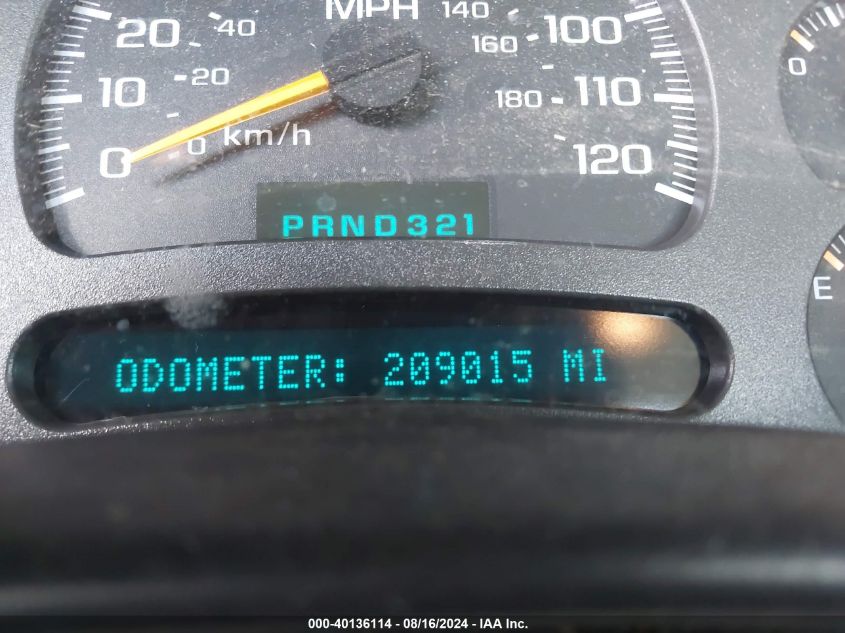 MPH 140
20 40 160 100
20
10 180 110
km/h
0 0 120
0
PRND321
E
ODOMETER: 209015 MI
000-40136114 - 08/16/2024 - IAA Inc.